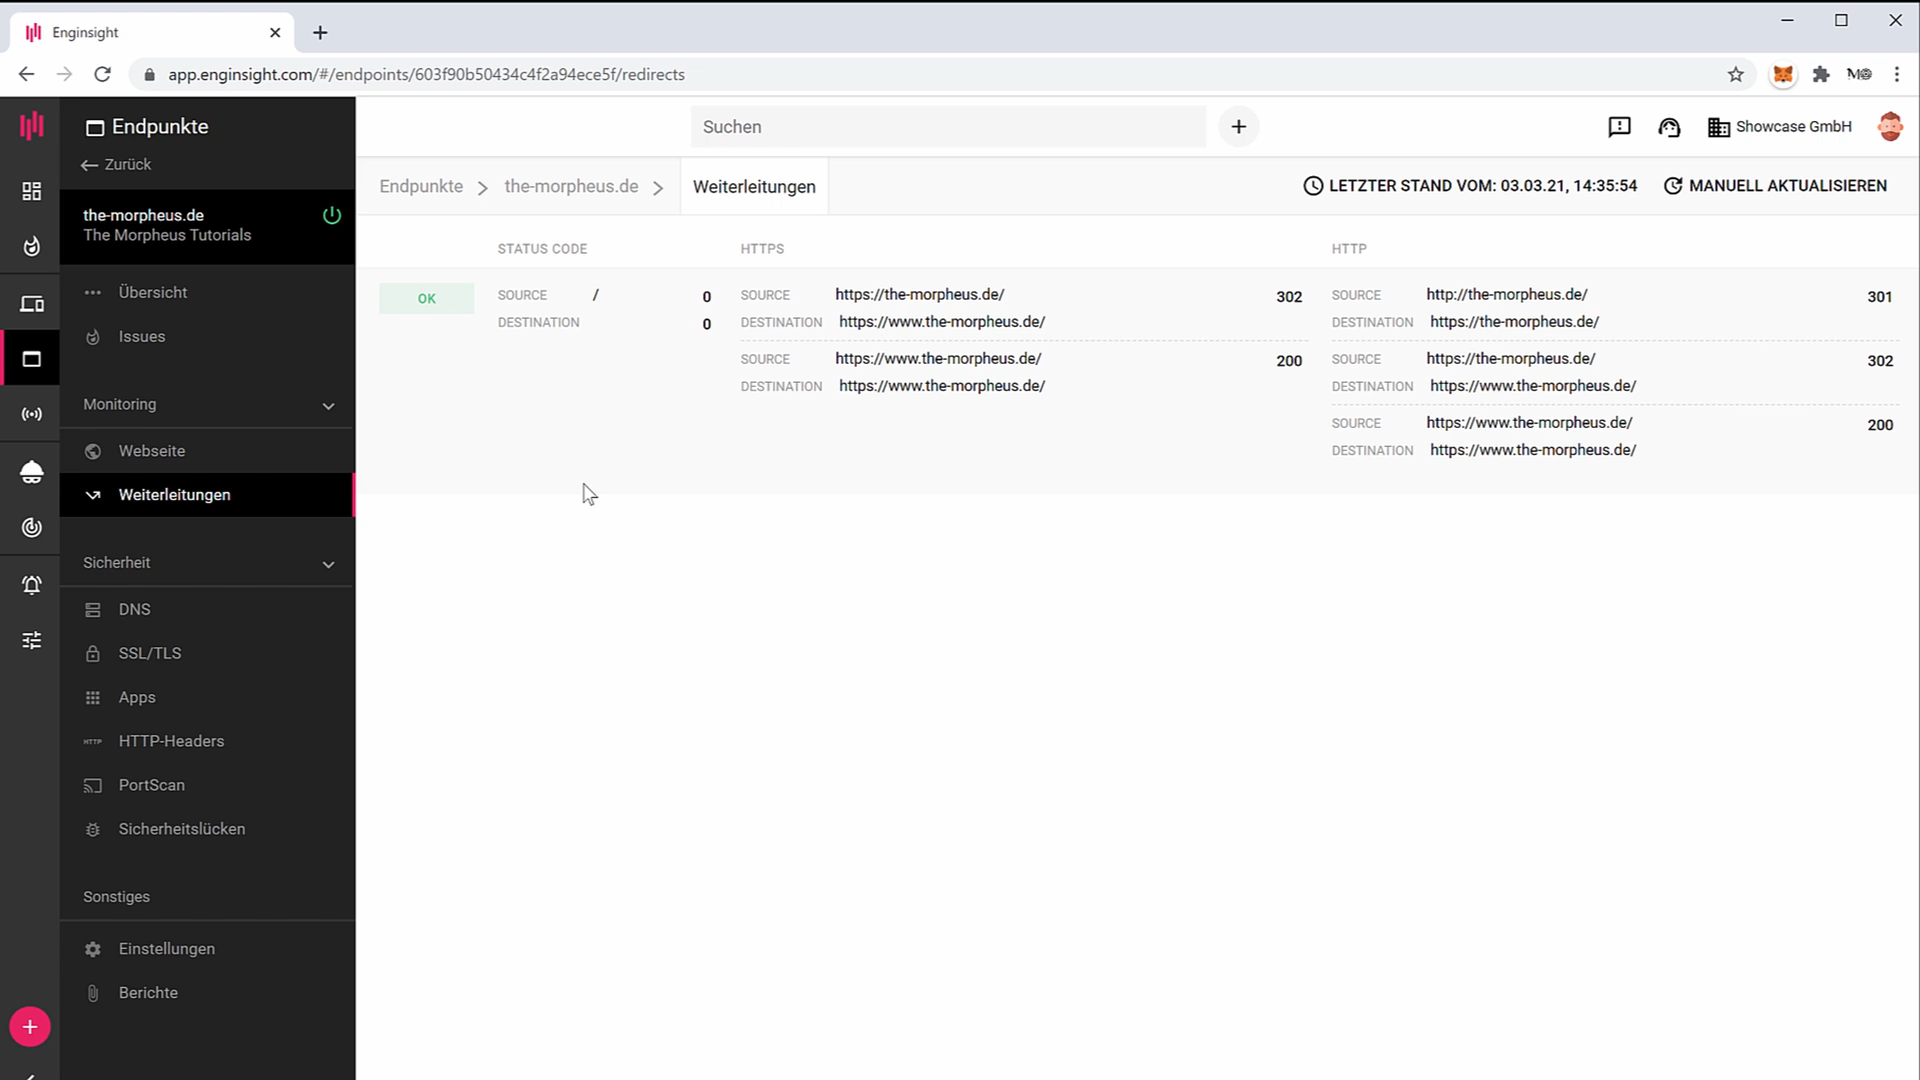 Enginsight
app.enginsight.com/#/endpoints/603f90b50434c4f2a94ece5f/redirects
Endpunkte
Zurück
the-morpheus.de
The Morpheus Tutorials
Übersicht
Issues
Monitoring
Webseite
Weiterleitungen
Sicherheit
DNS
SSL/TLS
Apps
HTTP HTTP-Headers
PortScan
Sicherheitslücken
Sonstiges
Einstellungen
Berichte
Suchen
Showcase GmbH
Endpunkte the-morpheus.de Weiterleitungen
LETZTER STAND VOM: 03.03.21, 14:35:54 MANUELL AKTUALISIEREN
STATUS CODE HTTPS HTTP
OK
SOURCE / 0
DESTINATION 0
SOURCE https://the-morpheus.de/ 302
DESTINATION https://www.the-morpheus.de/
SOURCE https://www.the-morpheus.de/ 200
DESTINATION https://www.the-morpheus.de/
SOURCE http://the-morpheus.de/ 301
DESTINATION https://the-morpheus.de/
SOURCE https://the-morpheus.de/ 302
DESTINATION https://www.the-morpheus.de/
SOURCE https://www.the-morpheus.de/ 200
DESTINATION https://www.the-morpheus.de/